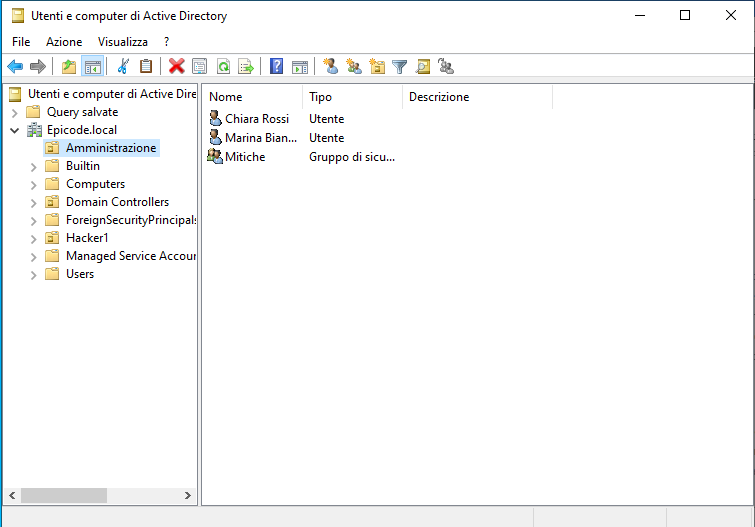 Utenti e computer di Active Directory
File Azione Visualizza ?
Utenti e computer di Active Dire
Query salvate
Epicode.local
Amministrazione
Builtin
Computers
Domain Controllers
ForeignSecurityPrincipals
Hacker1
Managed Service Accour
Users
Nome Tipo Descrizione
Chiara Rossi Utente
Marina Bian... Utente
Mitiche Gruppo di sicu...